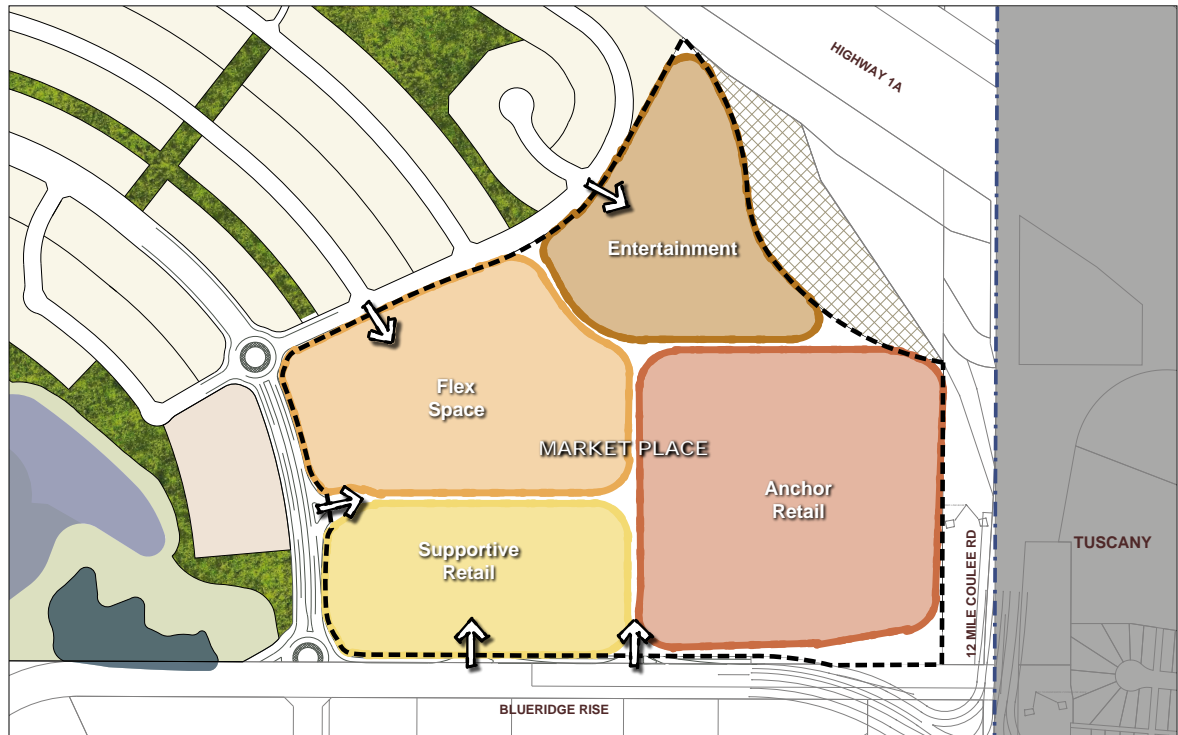 HIGHWAY 1A
Entertainment
Flex
Space
MARKET PLACE
Anchor
Retail
Supportive
Retail
12 MILE COULEE RD
TUSCANY
BLUERIDGE RISE